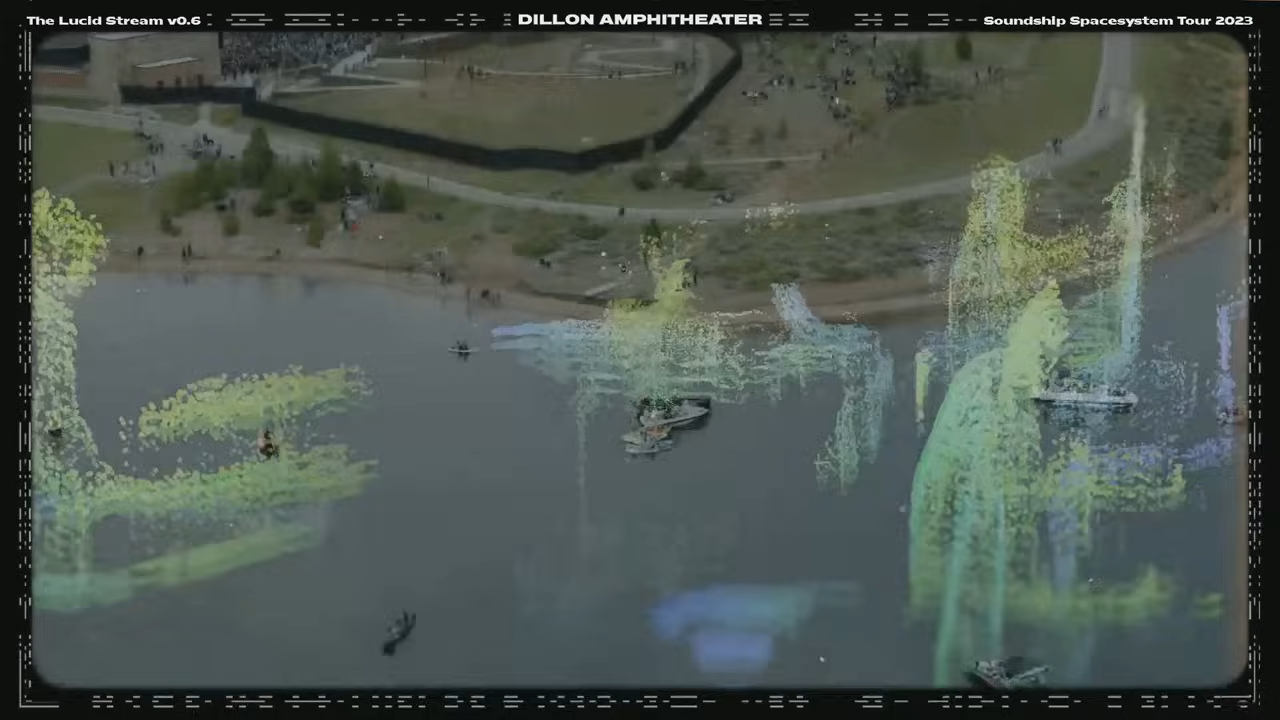 The Lucid Stream v0.6
DILLON AMPHITHEATER
Soundship Spacesystem Tour 2023